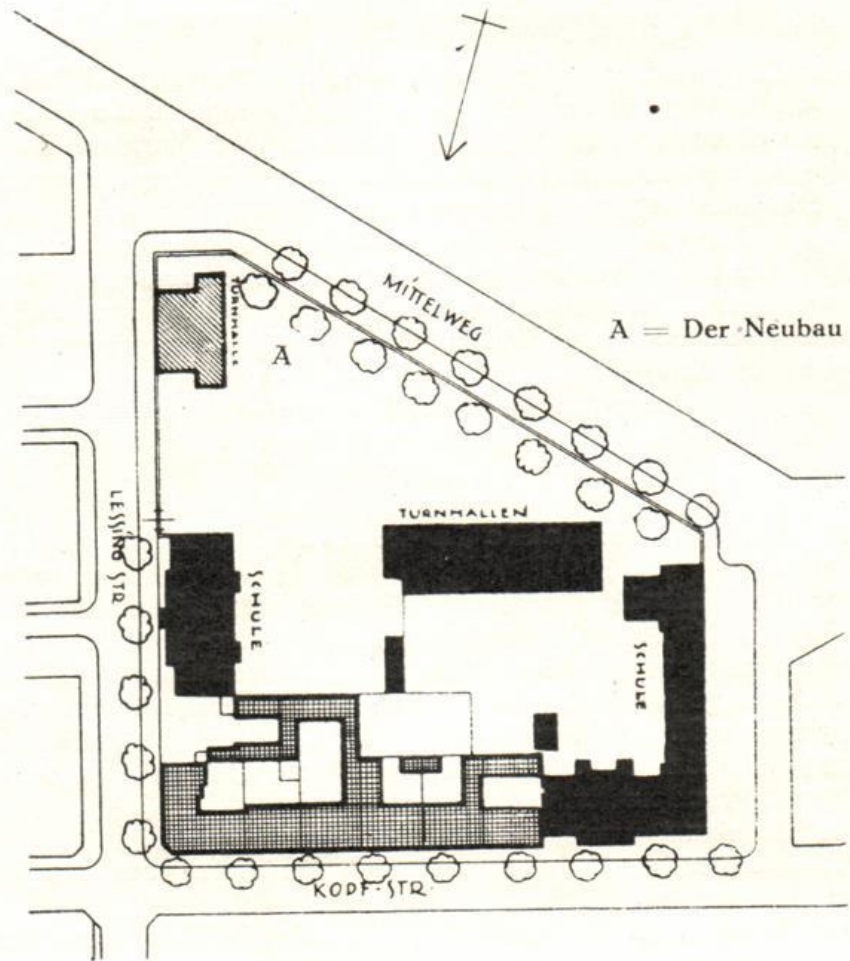 MITTELWEG
A = Der Neubau
TURNHALLE
A
TURNHALLEN
LESSING STR
SCHULE
SCHULE
KOPF·STR·